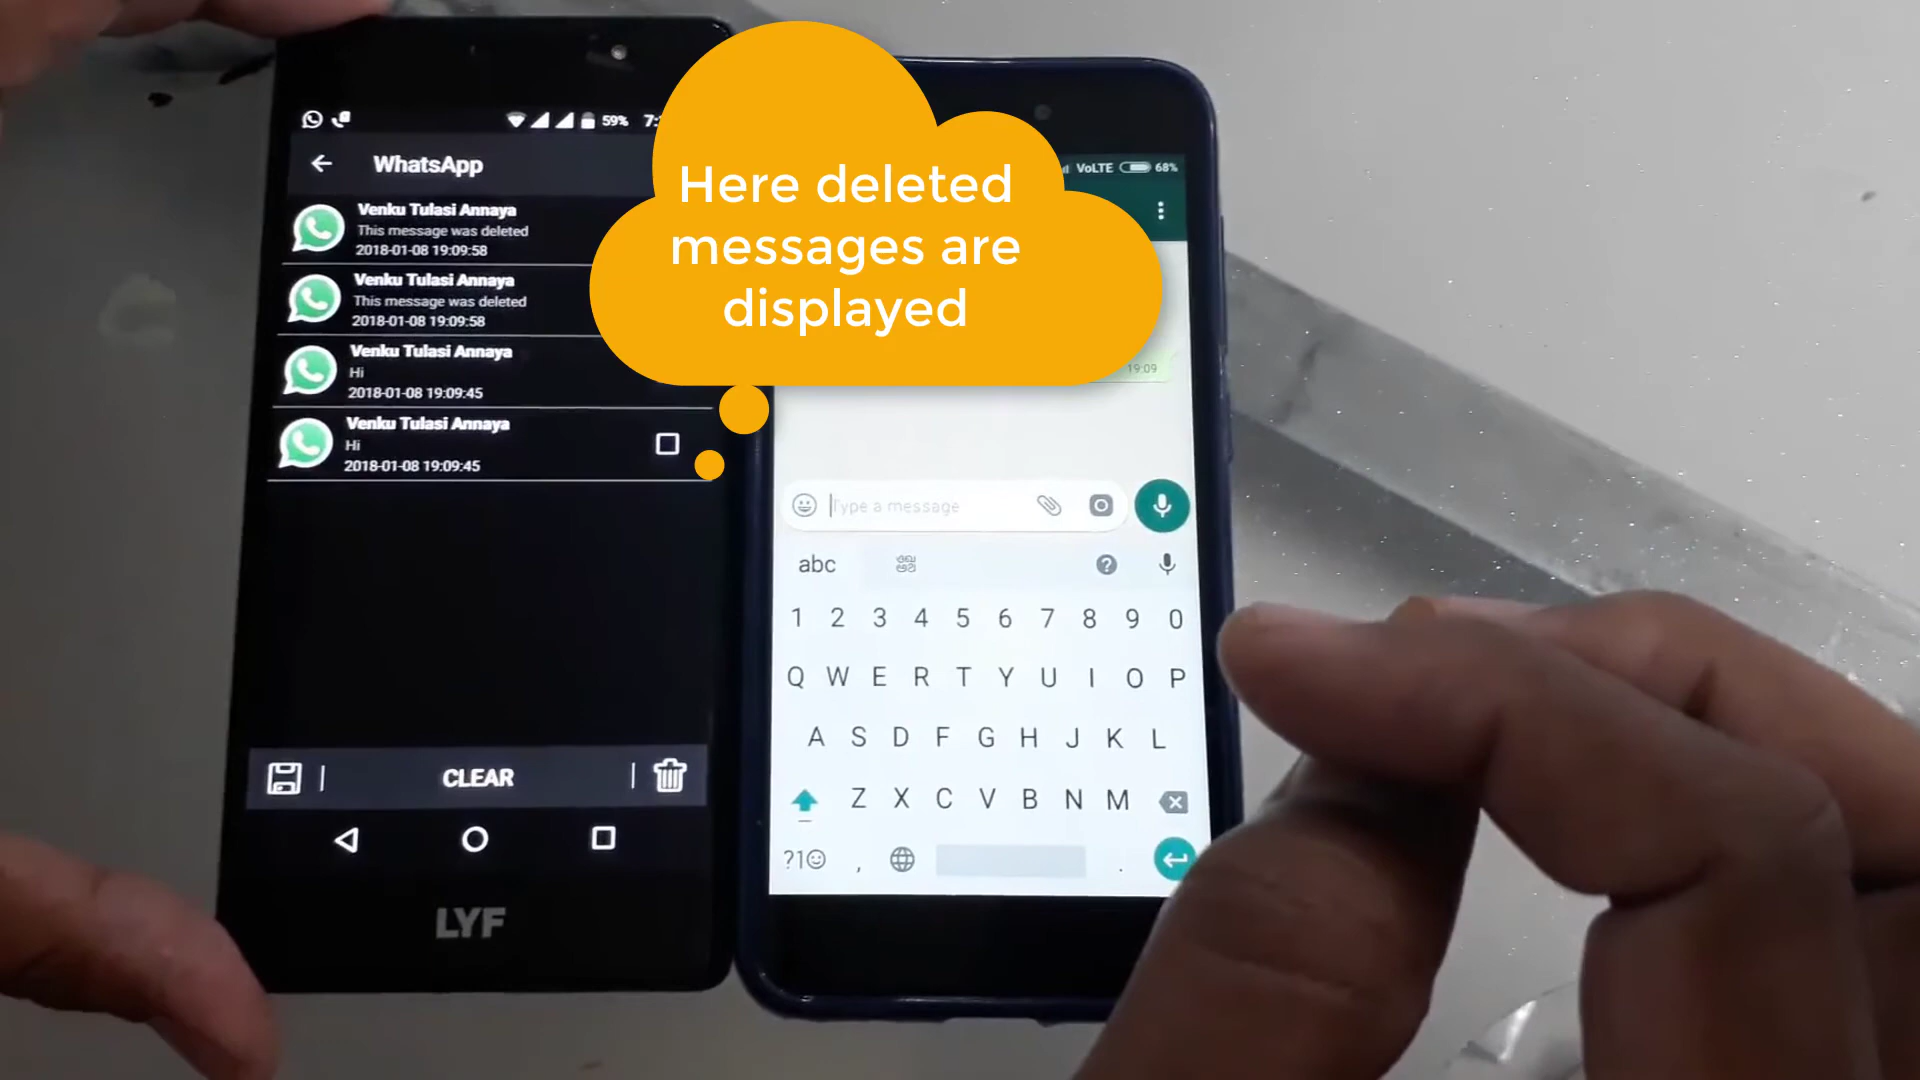 59% 7:
WhatsApp
Venku Tulasi Annaya
This message was deleted
2018-01-08 19:09:58
Venku Tulasi Annaya
This message was deleted
2018-01-08 19:09:58
Venku Tulasi Annaya
Hi
2018-01-08 19:09:45
Venku Tulasi Annaya
Hi
2018-01-08 19:09:45
CLEAR
LYF
Here deleted
messages are
displayed
VoLTE 68%
19:09
Type a message
abc
1 2 3 4 5 6 7 8 9 0
Q W E R T Y U I O P
A S D F G H J K L
Z X C V B N M
?1☺ , .